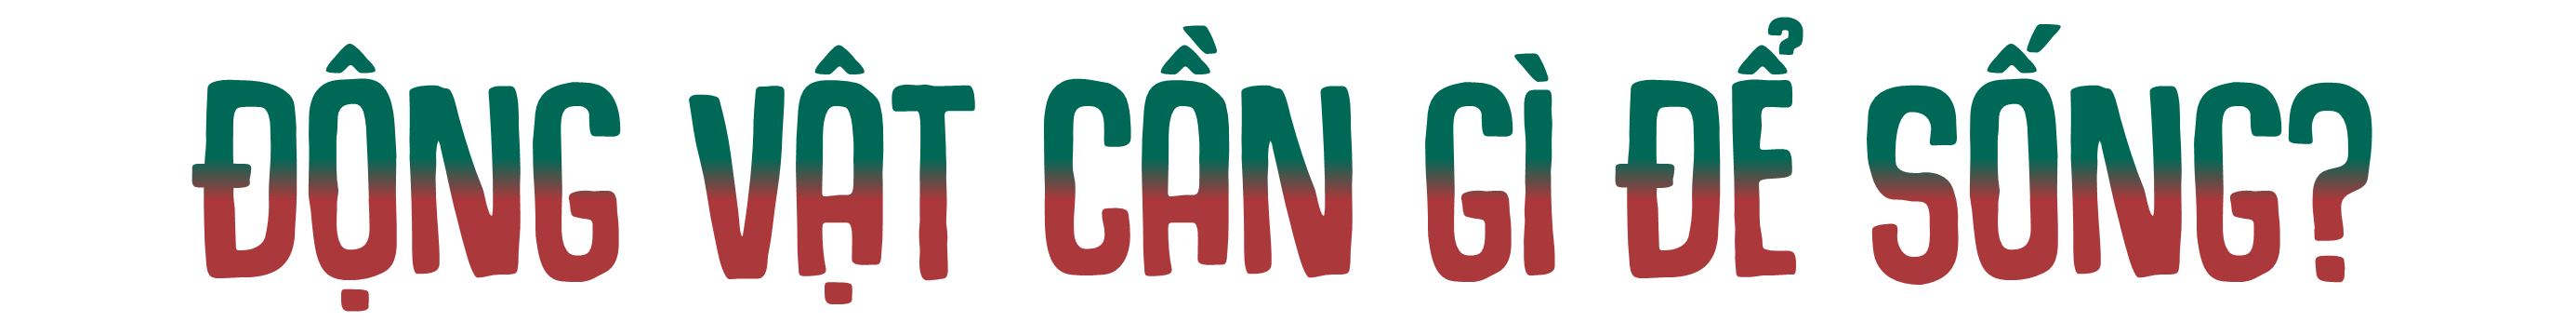 ĐỘNG VẬT CẦN GÌ ĐỂ SỐNG?